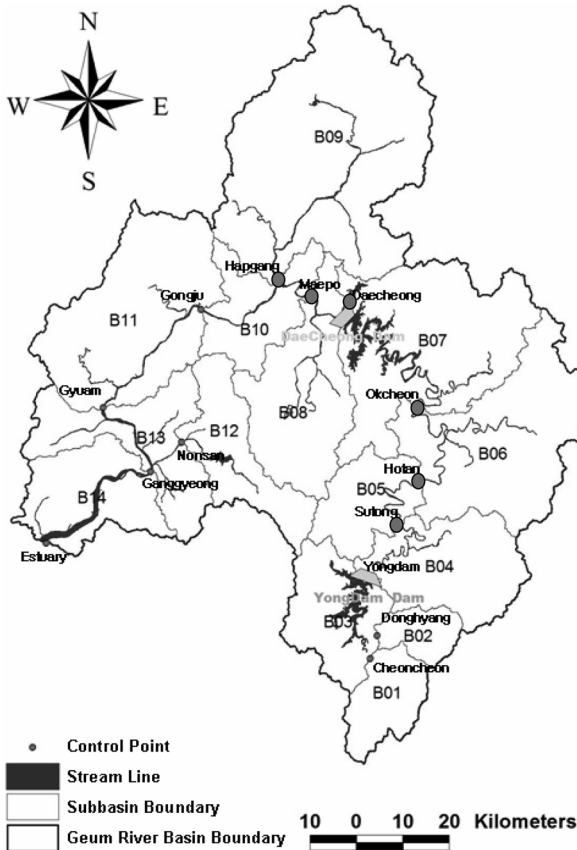 N
W E
S
B09
Hapgang
Maepo
Daecheong
Gongju
B11
B10
DaeCheong Dam
B07
Gyuam
Okcheon
B08
B13
B12
Nonsan
B06
Hotan
Ganggyeong
B05
B14
Sutong
Estuary
Yongdam
B04
YongDam Dam
B03
Donghyang
B02
Cheoncheon
B01
Control Point
Stream Line
Subbasin Boundary
Geum River Basin Boundary
10 0 10 20 Kilometers